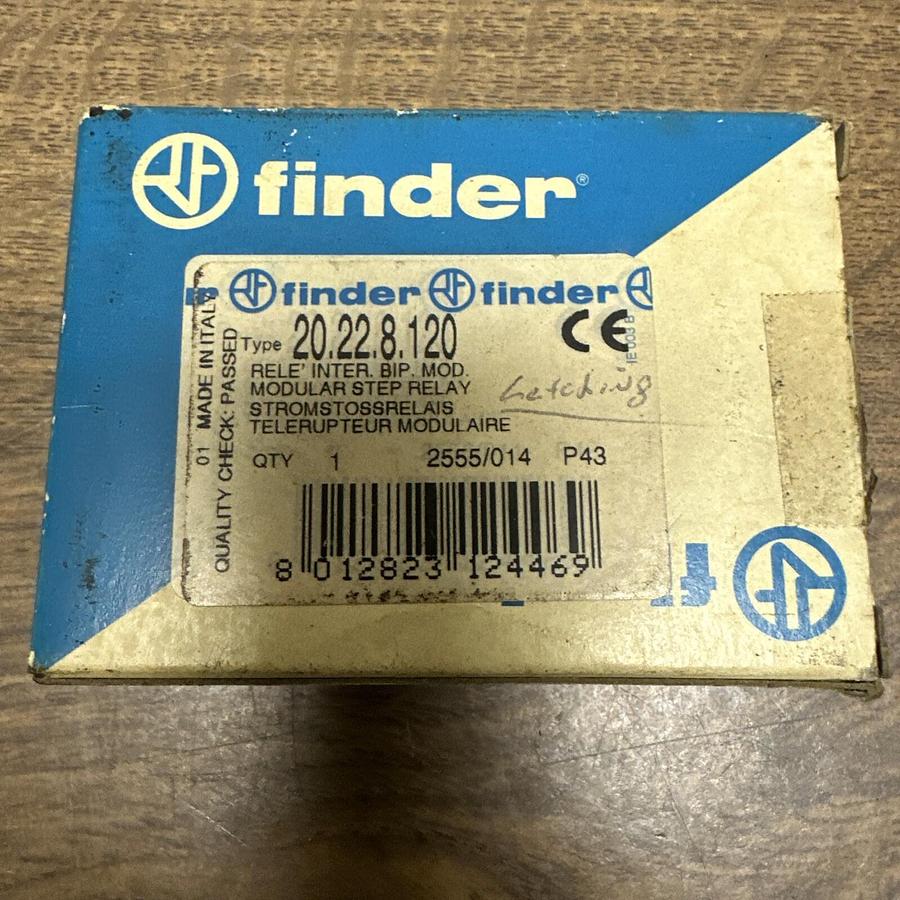 finder®
finder finder
Type 20.22.8.120 CE
RELE' INTER. BIP. MOD.
MODULAR STEP RELAY
Latching
STROMSTOSSRELAIS
TELERUPTEUR MODULAIRE
QTY 1 2555/014 P43
8 012823 124469
01 MADE IN ITALY
QUALITY CHECK: PASSED